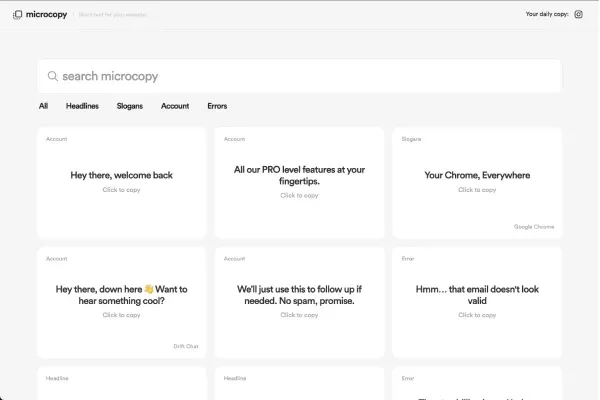 microcopy
Short text for your website.
Your daily copy:
search microcopy
All Headlines Slogans Account Errors
Account
Hey there, welcome back
Click to copy
Account
All our PRO level features at your
fingertips.
Click to copy
Slogans
Your Chrome, Everywhere
Click to copy
Google Chrome
Account
Hey there, down here 👋 Want to
hear something cool?
Click to copy
Drift Chat
Account
We'll just use this to follow up if
needed. No spam, promise.
Click to copy
Error
Hmm... that email doesn't look
valid
Click to copy
Headline
Headline
Error